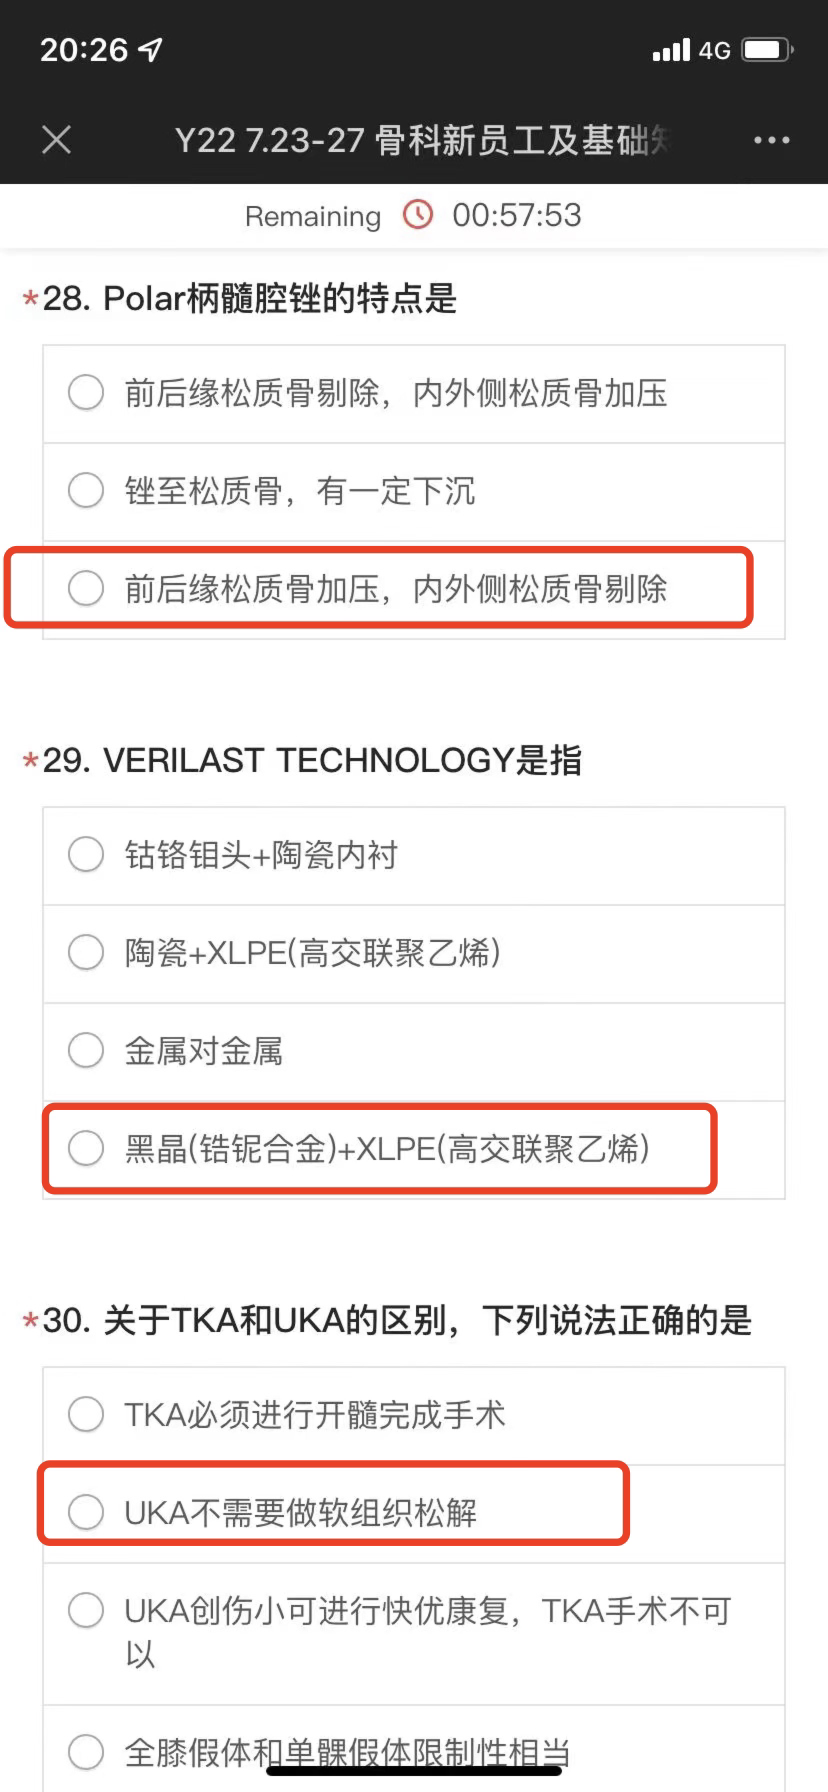 20:26
4G
Y22 7.23-27 骨科新员工及基础知
Remaining 00:57:53
*28. Polar柄髓腔锉的特点是
前后缘松质骨剔除，内外侧松质骨加压
锉至松质骨，有一定下沉
前后缘松质骨加压，内外侧松质骨剔除
*29. VERILAST TECHNOLOGY是指
钴铬钼头+陶瓷内衬
陶瓷+XLPE(高交联聚乙烯)
金属对金属
黑晶(锆铌合金)+XLPE(高交联聚乙烯)
*30. 关于TKA和UKA的区别，下列说法正确的是
TKA必须进行开髓完成手术
UKA不需要做软组织松解
UKA创伤小可进行快优康复，TKA手术不可
以
全膝假体和单髁假体限制性相当